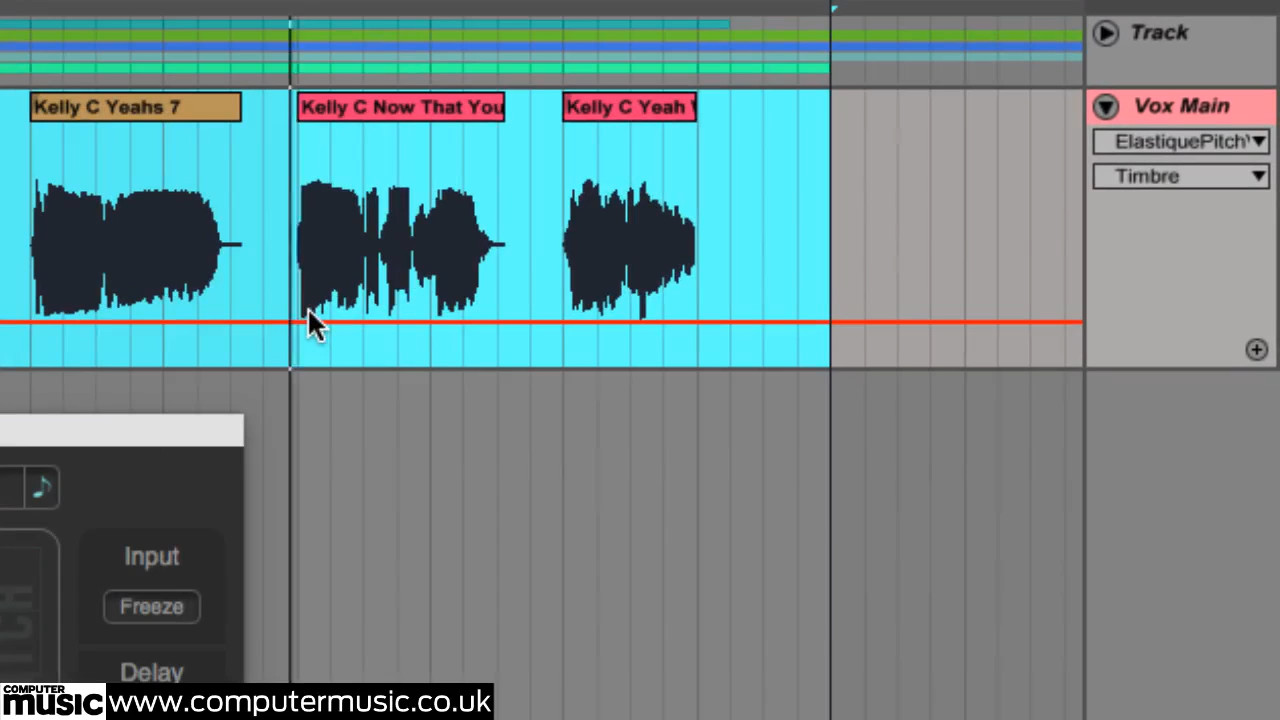 Track
Kelly C Yeahs 7
Kelly C Now That You
Kelly C Yeah
Vox Main
ElastiquePitch
Timbre
Input
Freeze
Delay
COMPUTER
music
www.computermusic.co.uk